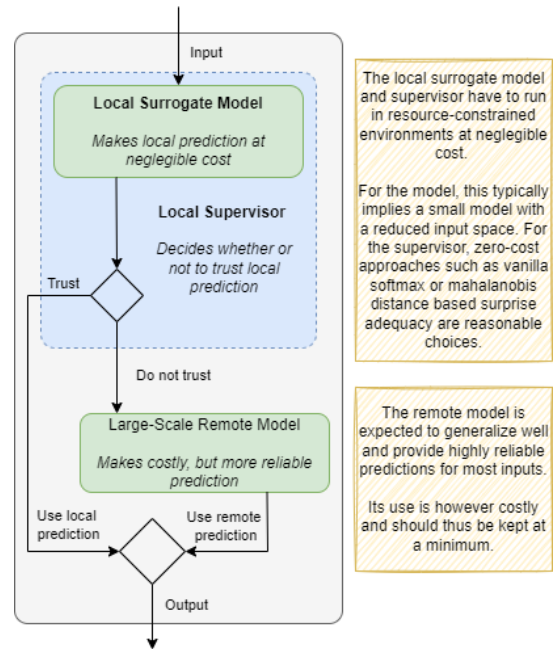 Input
Local Surrogate Model
Makes local prediction at
neglegible cost
Local Supervisor
Decides whether or
not to trust local
prediction
Trust
Do not trust
Large-Scale Remote Model
Makes costly, but more reliable
prediction
Use local
prediction
Use remote
prediction
Output
The local surrogate model
and supervisor have to run
in resource-constrained
environments at neglegible
cost.
For the model, this typically
implies a small model with
a reduced input space. For
the supervisor, zero-cost
approaches such as vanilla
softmax or mahalanobis
distance based surprise
adequacy are reasonable
choices.
The remote model is
expected to generalize well
and provide highly reliable
predictions for most inputs.
Its use is however costly
and should thus be kept at
a minimum.